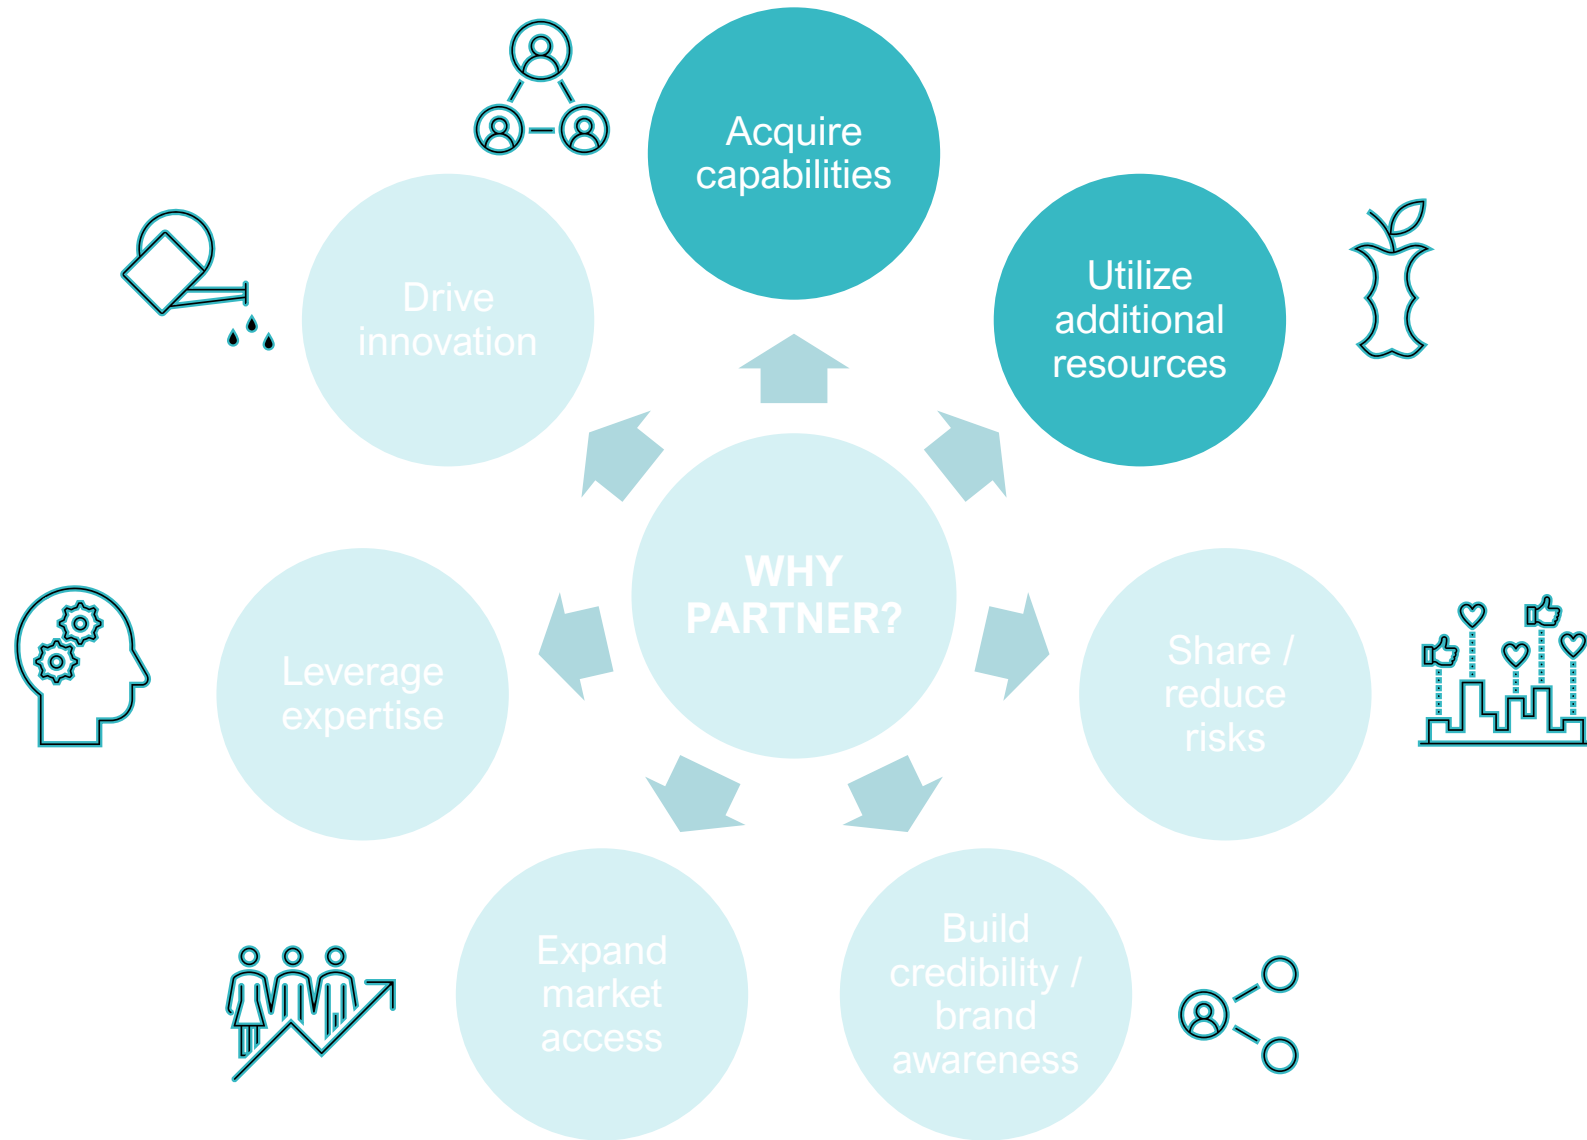 Acquire
capabilities
Utilize
additional
resources
Share /
reduce
risks
Build
credibility /
brand
awareness
Expand
market
access
Leverage
expertise
Drive
innovation
WHY
PARTNER?